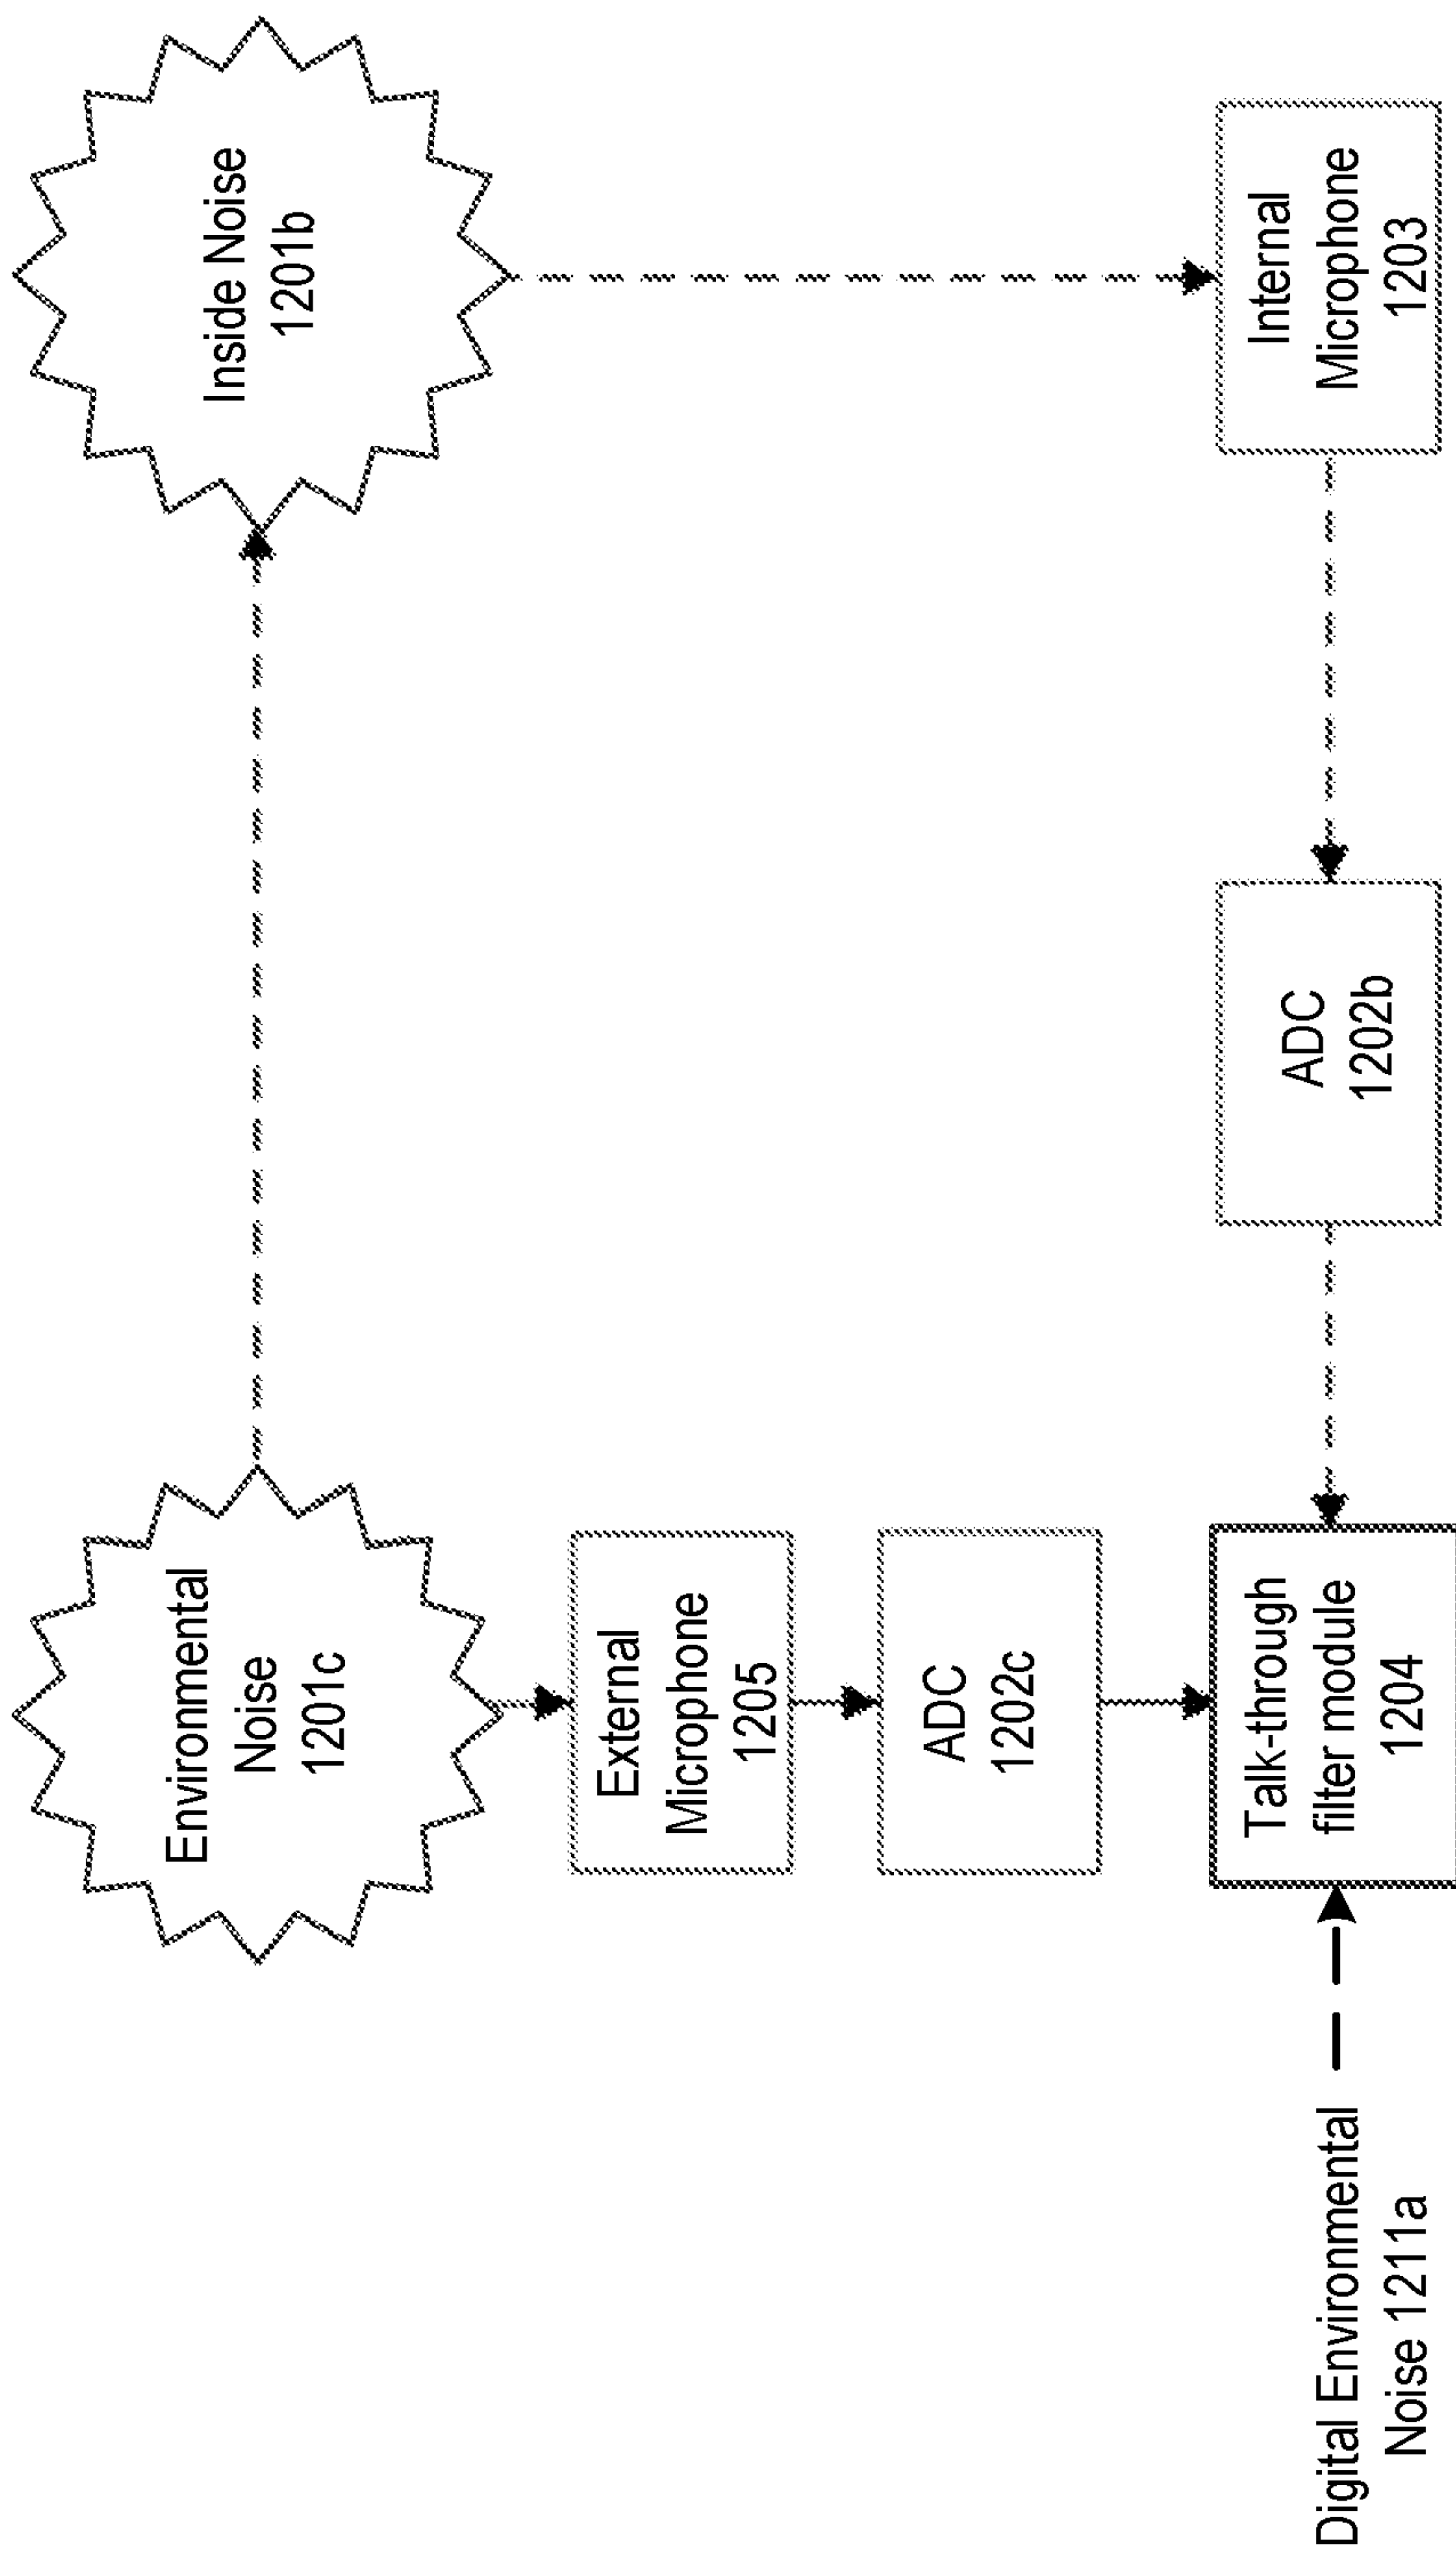 Environmental
Noise
1201c
Inside Noise
1201b
External
Microphone
1205
ADC
1202c
Digital Environmental
Noise 1211a
Talk-through
filter module
1204
ADC
1202b
Internal
Microphone
1203